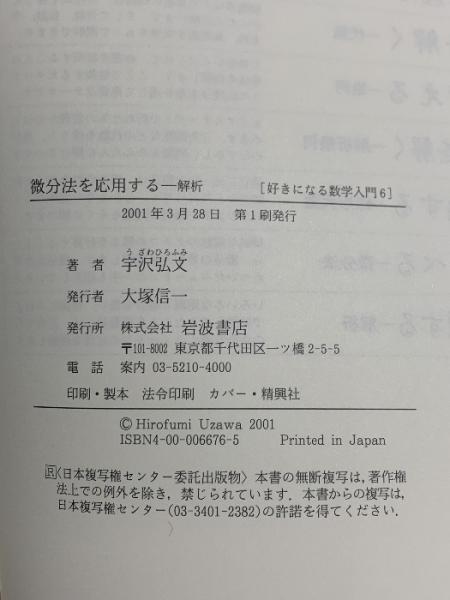 微分法を応用する―解析 [好きになる数学入門6]
2001年3月28日 第1刷発行
う ざわひろふみ
著者 宇沢弘文
発行者 大塚信一
発行所 株式会社 岩波書店
〒101-8002 東京都千代田区一ツ橋2-5-5
電話 案内 03-5210-4000
印刷・製本 法令印刷 カバー・精興社
© Hirofumi Uzawa 2001
ISBN4-00-006676-5 Printed in Japan
Ⓡ〈日本複写権センター委託出版物〉本書の無断複写は,著作権
法上での例外を除き,禁じられています.本書からの複写は,
日本複写権センター(03-3401-2382)の許諾を得てください.